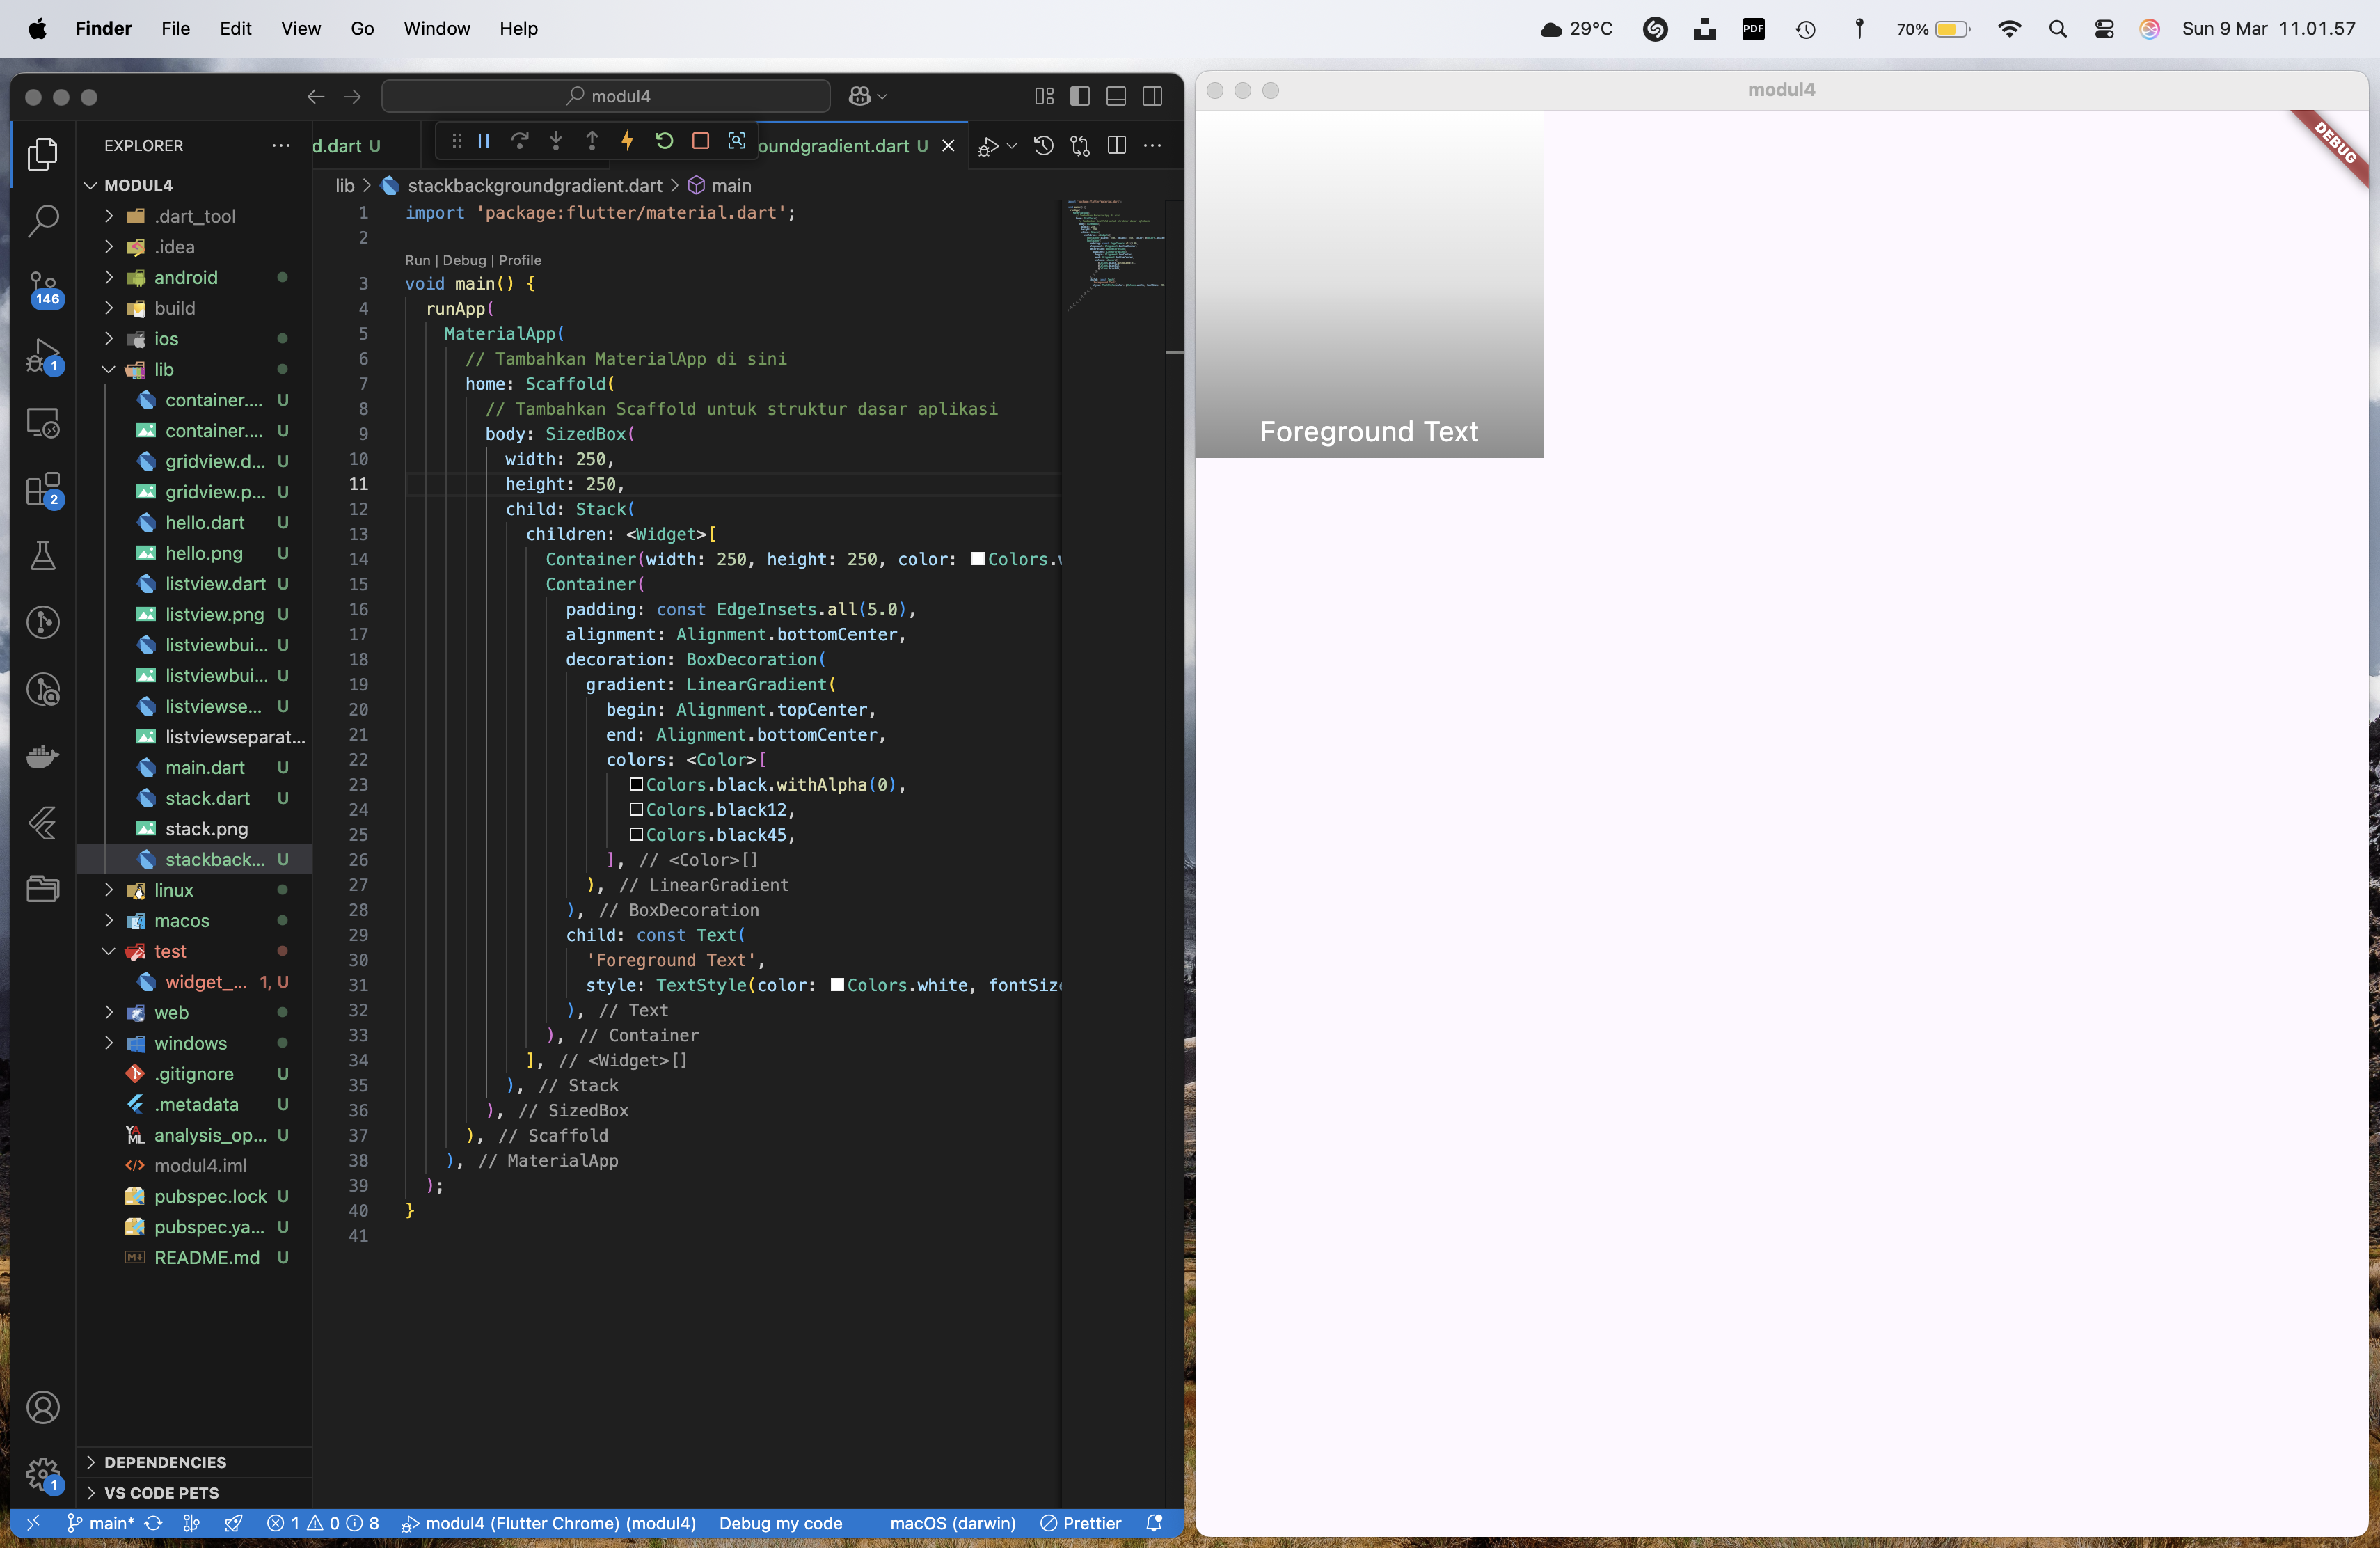 Finder File Edit View Go Window Help 29°C PDF 70% Sun 9 Mar 11.01.57
modul4
EXPLORER
MODUL4
.dart_tool
.idea
android
build
ios
lib
container.... U
container.... U
gridview.d... U
gridview.p... U
hello.dart U
hello.png U
listview.dart U
listview.png U
listviewbui... U
listviewbui... U
listviewse... U
listviewseparat...
main.dart U
stack.dart U
stack.png
stackback... U
linux
macos
test
widget_... 1, U
web
windows
.gitignore U
.metadata U
analysis_op... U
modul4.iml
pubspec.lock U
pubspec.ya... U
README.md U
DEPENDENCIES
VS CODE PETS
146
1
2
1
d.dart U
oundgradient.dart U
lib > stackbackgroundgradient.dart > main
1 import 'package:flutter/material.dart';
2
Run | Debug | Profile
3 void main() {
4 runApp(
5 MaterialApp(
6 // Tambahkan MaterialApp di sini
7 home: Scaffold(
8 // Tambahkan Scaffold untuk struktur dasar aplikasi
9 body: SizedBox(
10 width: 250,
11 height: 250,
12 child: Stack(
13 children: <Widget>[
14 Container(width: 250, height: 250, color: Colors.
15 Container(
16 padding: const EdgeInsets.all(5.0),
17 alignment: Alignment.bottomCenter,
18 decoration: BoxDecoration(
19 gradient: LinearGradient(
20 begin: Alignment.topCenter,
21 end: Alignment.bottomCenter,
22 colors: <Color>[
23 Colors.black.withAlpha(0),
24 Colors.black12,
25 Colors.black45,
26 ], // <Color>[]
27 ), // LinearGradient
28 ), // BoxDecoration
29 child: const Text(
30 'Foreground Text',
31 style: TextStyle(color: Colors.white, fontSiz
32 ), // Text
33 ), // Container
34 ], // <Widget>[]
35 ), // Stack
36 ), // SizedBox
37 ), // Scaffold
38 ), // MaterialApp
39 );
40 }
41
main* 1 0 8 modul4 (Flutter Chrome) (modul4) Debug my code macOS (darwin) Prettier
modul4
DEBUG
Foreground Text